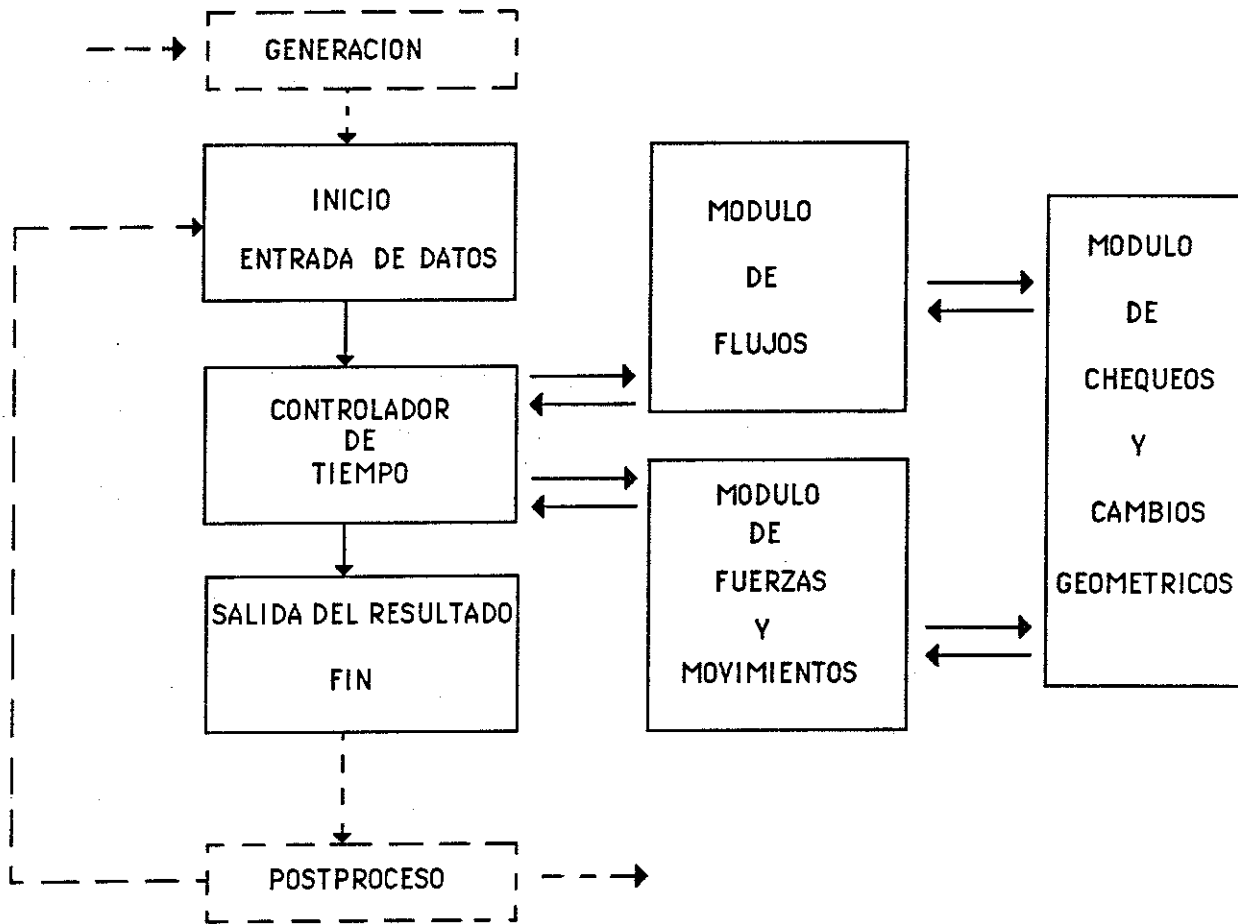 GENERACION
INICIO
ENTRADA DE DATOS
CONTROLADOR
DE
TIEMPO
SALIDA DEL RESULTADO
FIN
POSTPROCESO
MODULO
DE
FLUJOS
MODULO
DE
FUERZAS
Y
MOVIMIENTOS
MODULO
DE
CHEQUEOS
Y
CAMBIOS
GEOMETRICOS